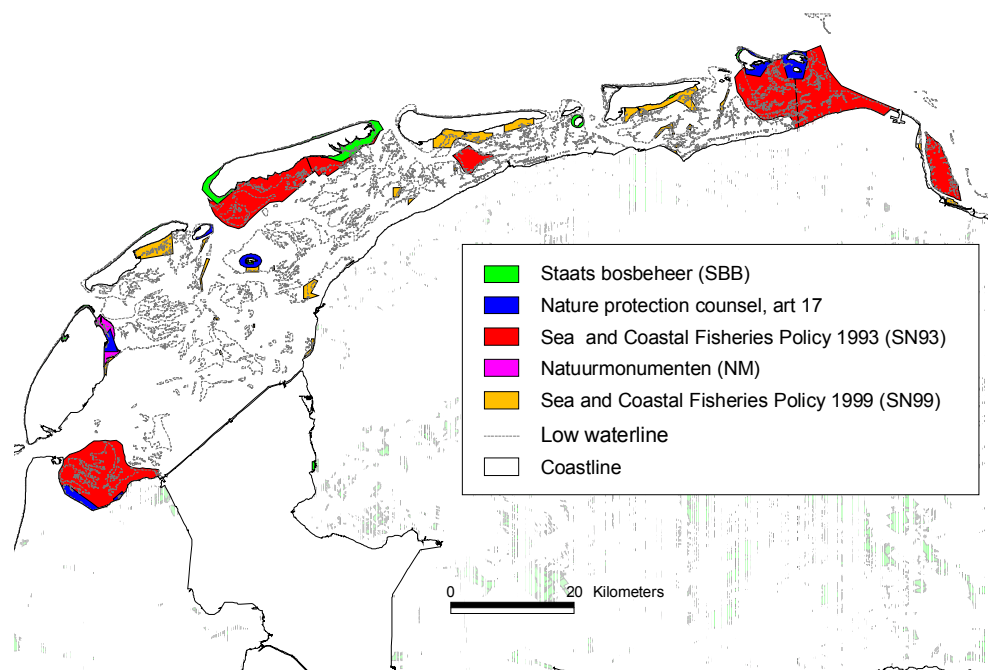 Staats bosbeheer (SBB)
Nature protection counsel, art 17
Sea and Coastal Fisheries Policy 1993 (SN93)
Natuurmonumenten (NM)
Sea and Coastal Fisheries Policy 1999 (SN99)
Low waterline
Coastline
0 20 Kilometers